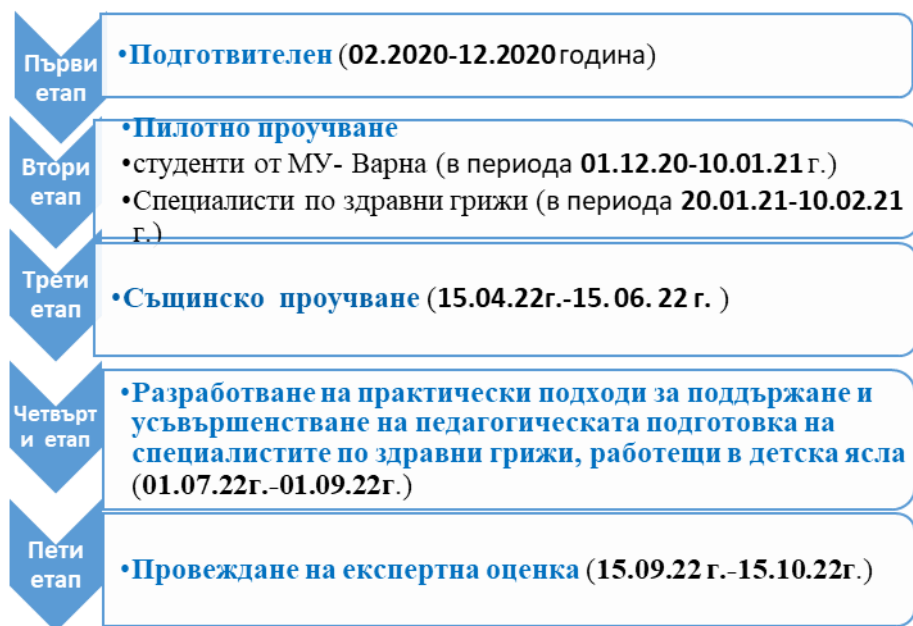 Първи
етап
•Подготвителен (02.2020-12.2020 година)
Втори
етап
•Пилотно проучване
•студенти от МУ- Варна (в периода 01.12.20-10.01.21 г.)
•Специалисти по здравни грижи (в периода 20.01.21-10.02.21
г.)
Трети
етап
•Същинско проучване (15.04.22г.-15. 06. 22 г. )
Четвърт
и етап
•Разработване на практически подходи за поддържане и
усъвършенстване на педагогическата подготовка на
специалистите по здравни грижи, работещи в детска ясла
(01.07.22г.-01.09.22г.)
Пети
етап
•Провеждане на експертна оценка (15.09.22 г.-15.10.22г.)